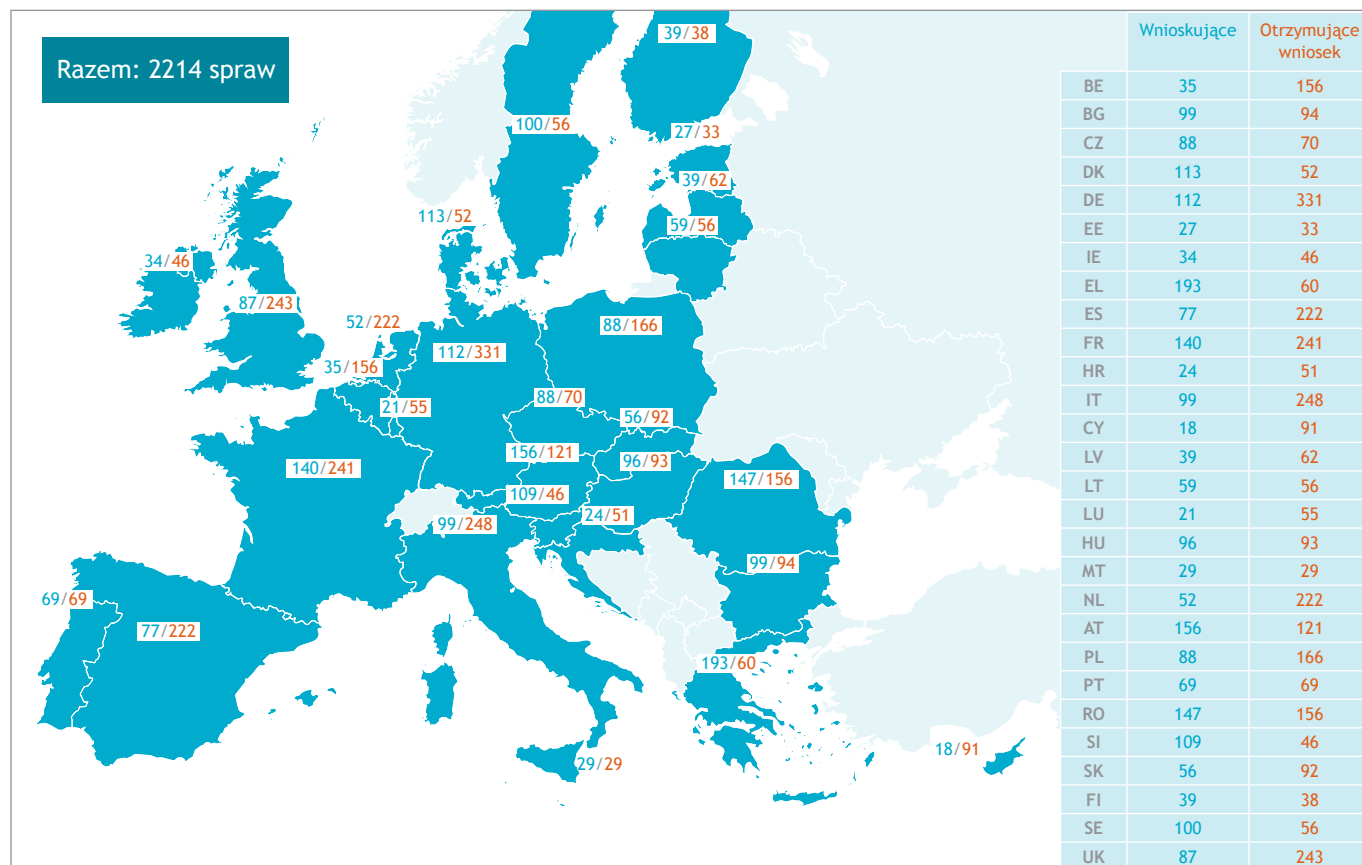 Razem: 2214 spraw
39/38
100/56
27/33
39/62
113/52
59/56
34/46
87/243
52/222
88/166
112/331
35/156
88/70
21/55
56/92
156/121
96/93
140/241
147/156
109/46
24/51
99/248
99/94
69/69
77/222
193/60
18/91
29/29
Wnioskujące Otrzymujące
wniosek
BE 35 156
BG 99 94
CZ 88 70
DK 113 52
DE 112 331
EE 27 33
IE 34 46
EL 193 60
ES 77 222
FR 140 241
HR 24 51
IT 99 248
CY 18 91
LV 39 62
LT 59 56
LU 21 55
HU 96 93
MT 29 29
NL 52 222
AT 156 121
PL 88 166
PT 69 69
RO 147 156
SI 109 46
SK 56 92
FI 39 38
SE 100 56
UK 87 243